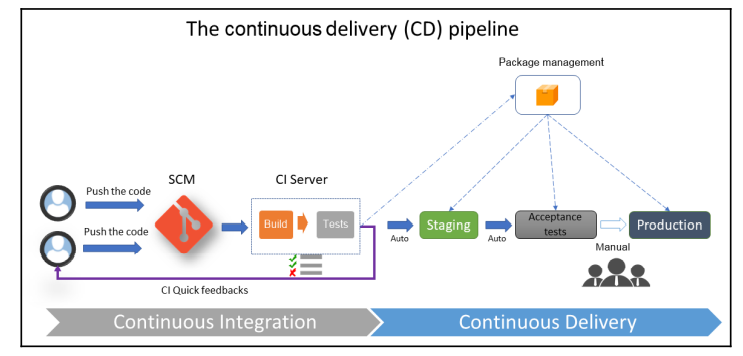 The continuous delivery (CD) pipeline
Package management
SCM
CI Server
Push the code
Push the code
Build
Tests
Auto
Staging
Auto
Acceptance
tests
Production
Manual
CI Quick feedbacks
Continuous Integration
Continuous Delivery